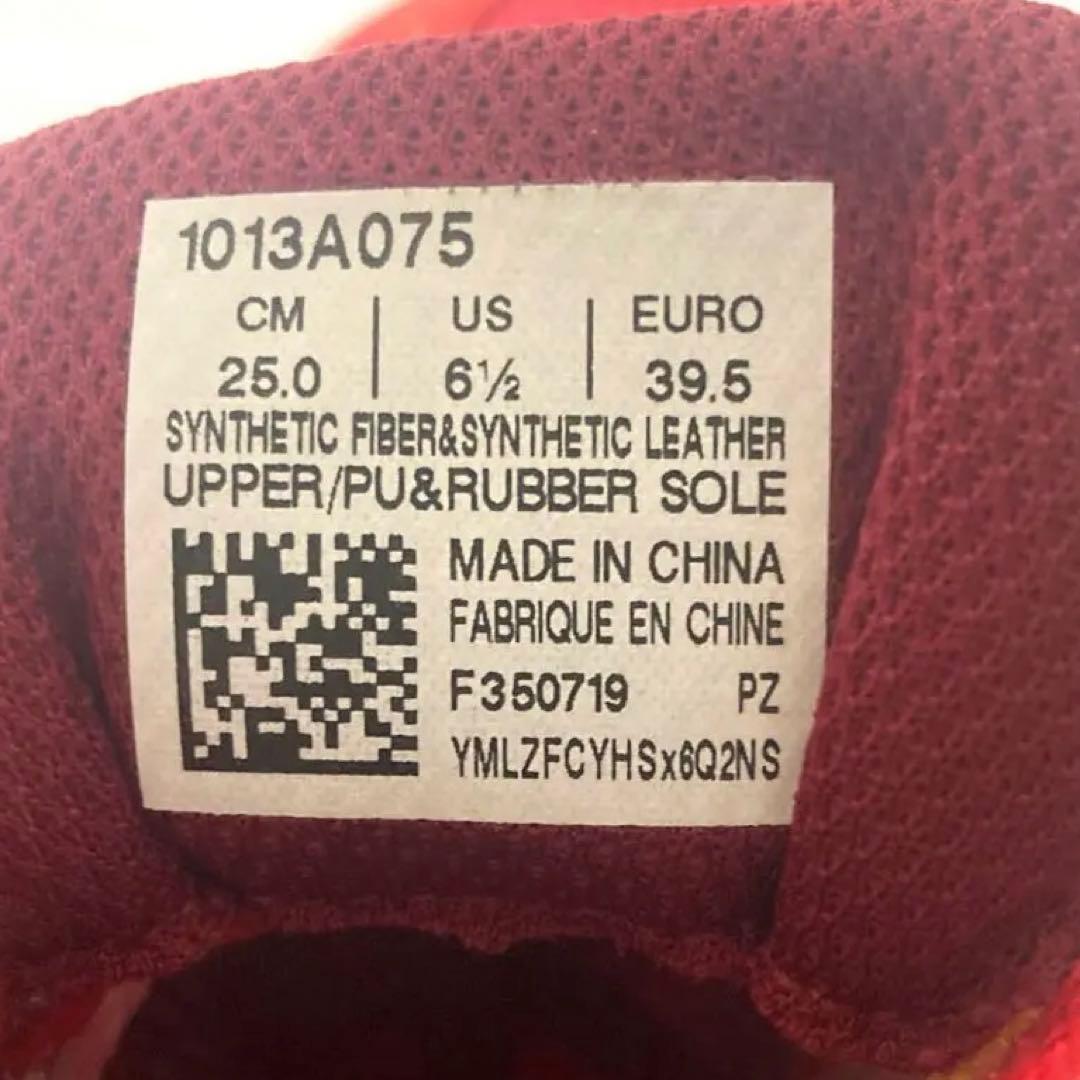 1013A075
CM | US | EURO
25.0 | 6½ | 39.5
SYNTHETIC FIBER&SYNTHETIC LEATHER
UPPER/PU&RUBBER SOLE
MADE IN CHINA
FABRIQUE EN CHINE
F350719 PZ
YMLZFCYHSx6Q2NS